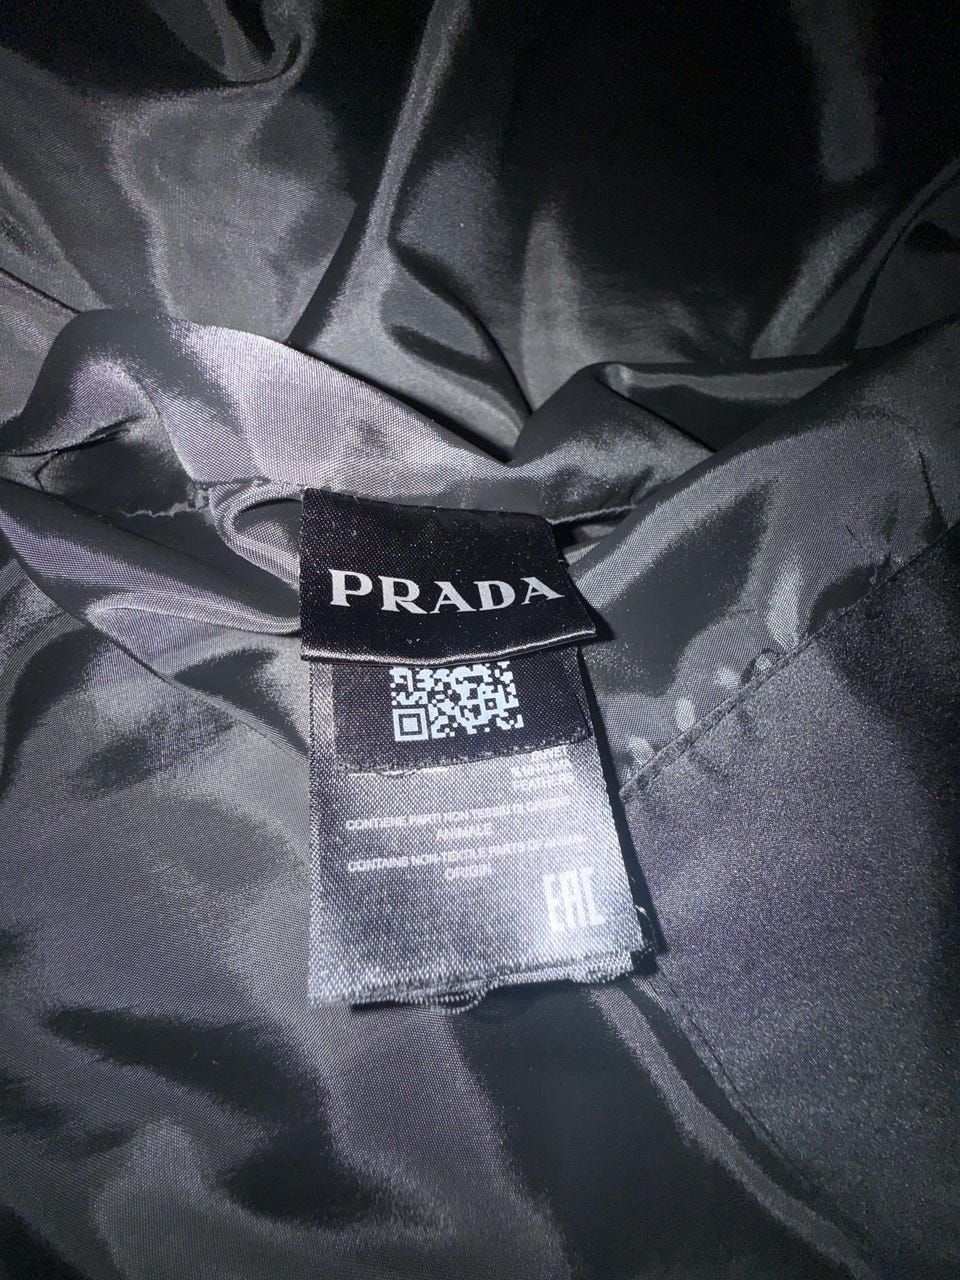 PRADA
CONTIENE PARTI NON TESSILI DI ORIGINE
ANIMALE
CONTAINS NON-TEXTILE PARTS OF ANIMAL
ORIGIN
EAC